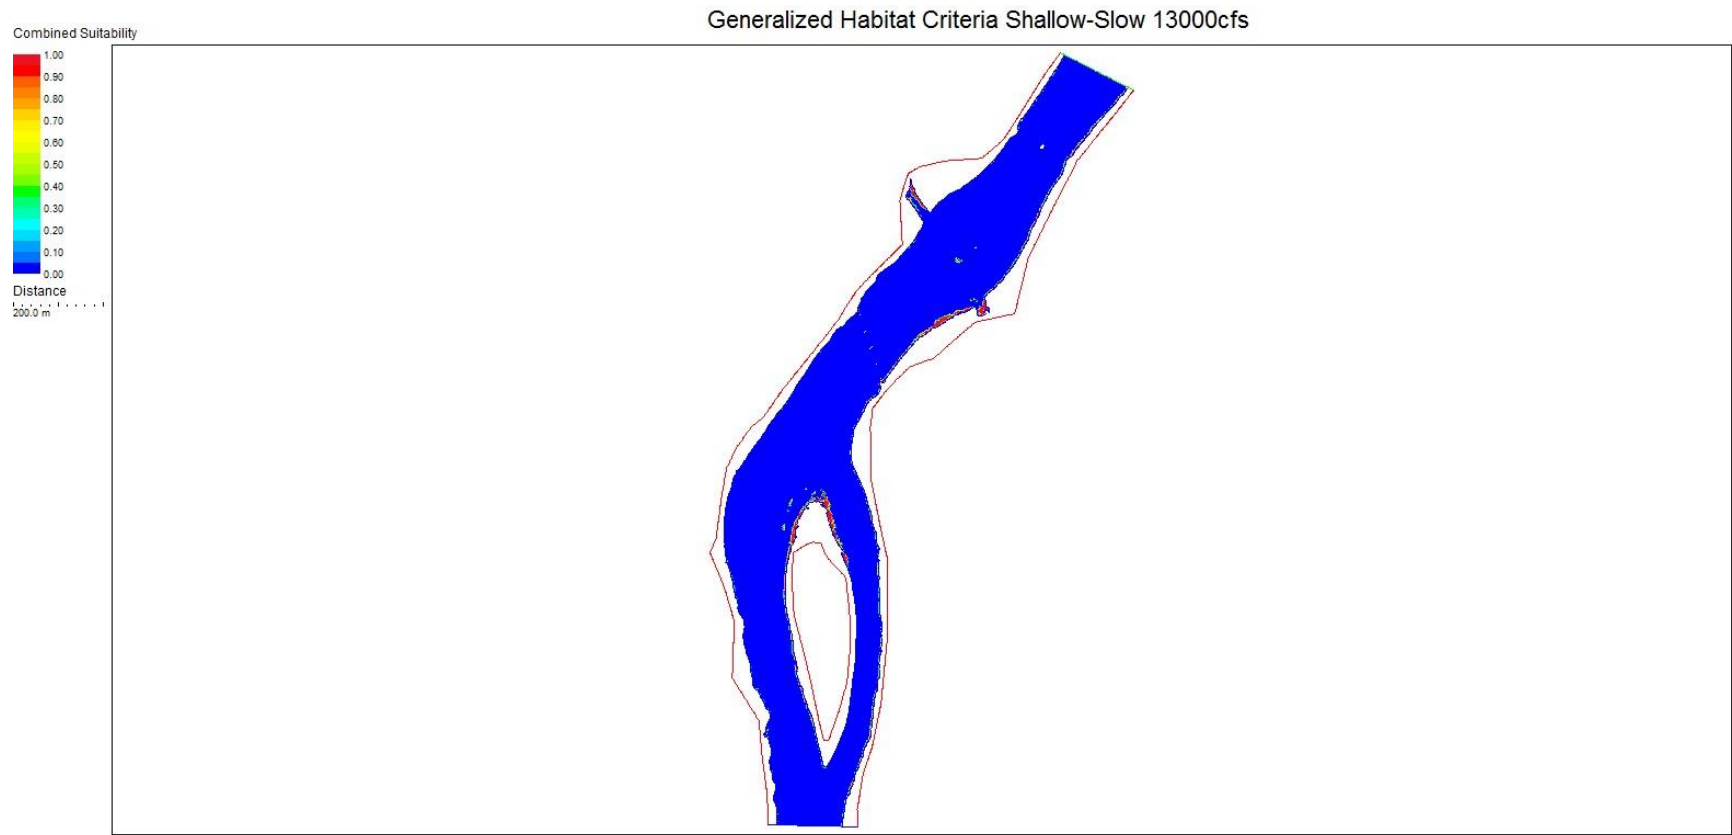 Generalized Habitat Criteria Shallow-Slow 13000cfs
Combined Suitability
1.00
0.90
0.80
0.70
0.60
0.50
0.40
0.30
0.20
0.10
0.00
Distance
200.0 m